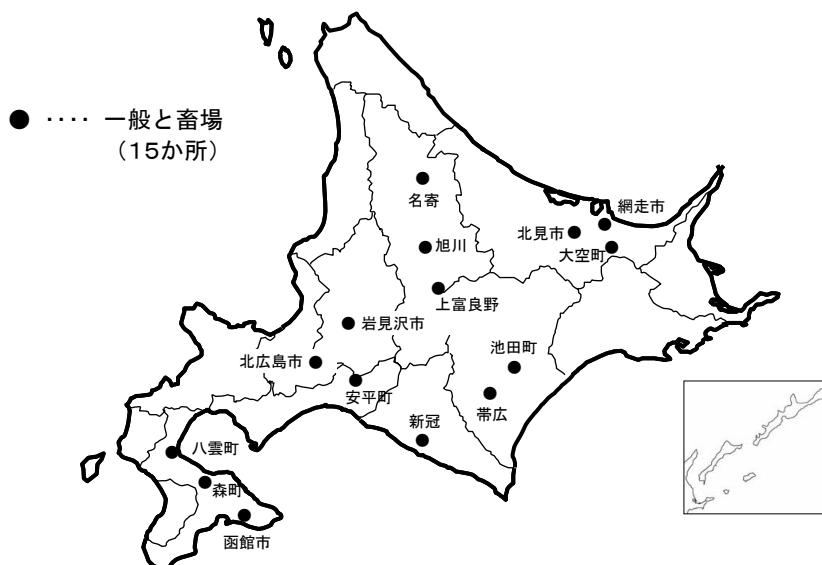 ● ‥‥ 一般と畜場
（15か所）
名寄
網走市
北見市
旭川
大空町
上富良野
岩見沢市
池田町
北広島市
安平町
帯広
新冠
八雲町
森町
函館市